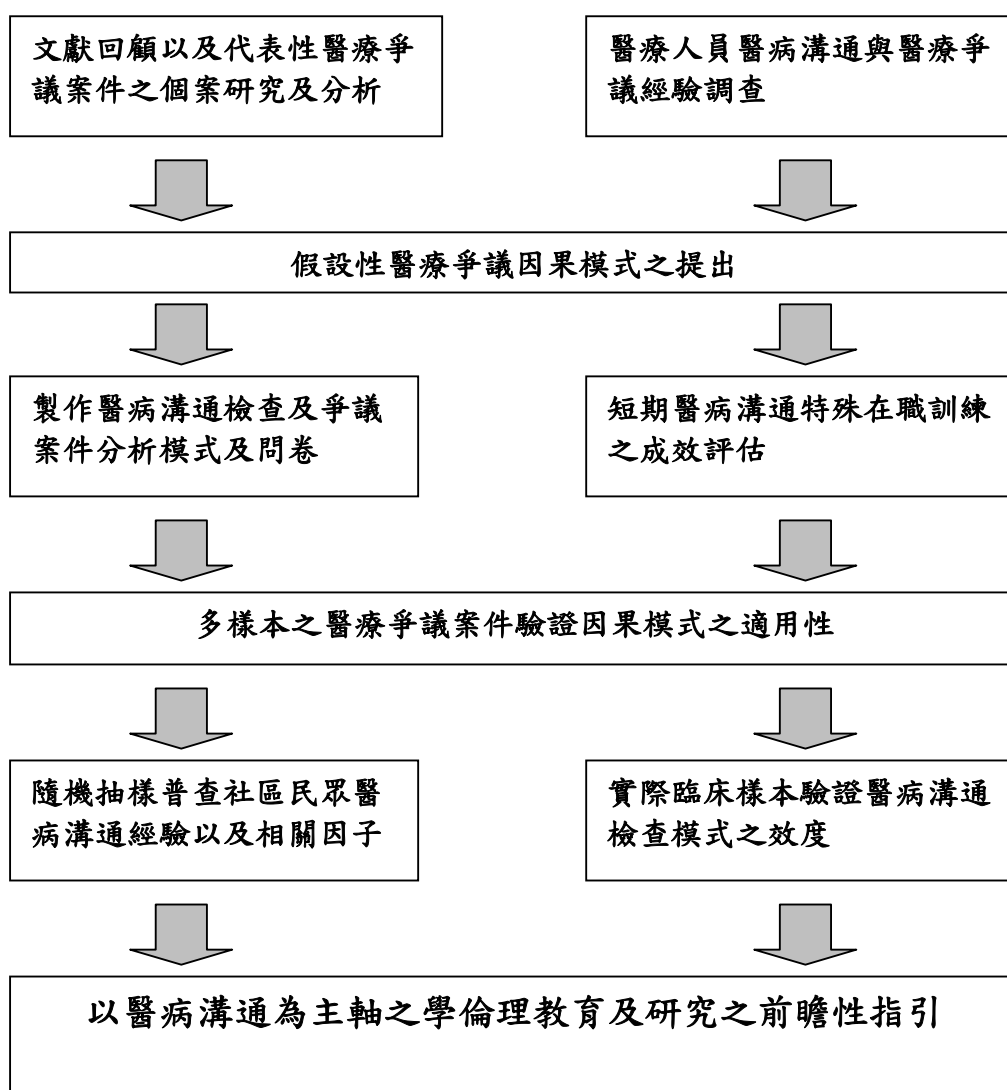 文獻回顧以及代表性醫療爭
議案件之個案研究及分析
醫療人員醫病溝通與醫療爭
議經驗調查
假設性醫療爭議因果模式之提出
製作醫病溝通檢查及爭議
案件分析模式及問卷
短期醫病溝通特殊在職訓練
之成效評估
多樣本之醫療爭議案件驗證因果模式之適用性
隨機抽樣普查社區民眾醫
病溝通經驗以及相關因子
實際臨床樣本驗證醫病溝通
檢查模式之效度
以醫病溝通為主軸之學倫理教育及研究之前瞻性指引